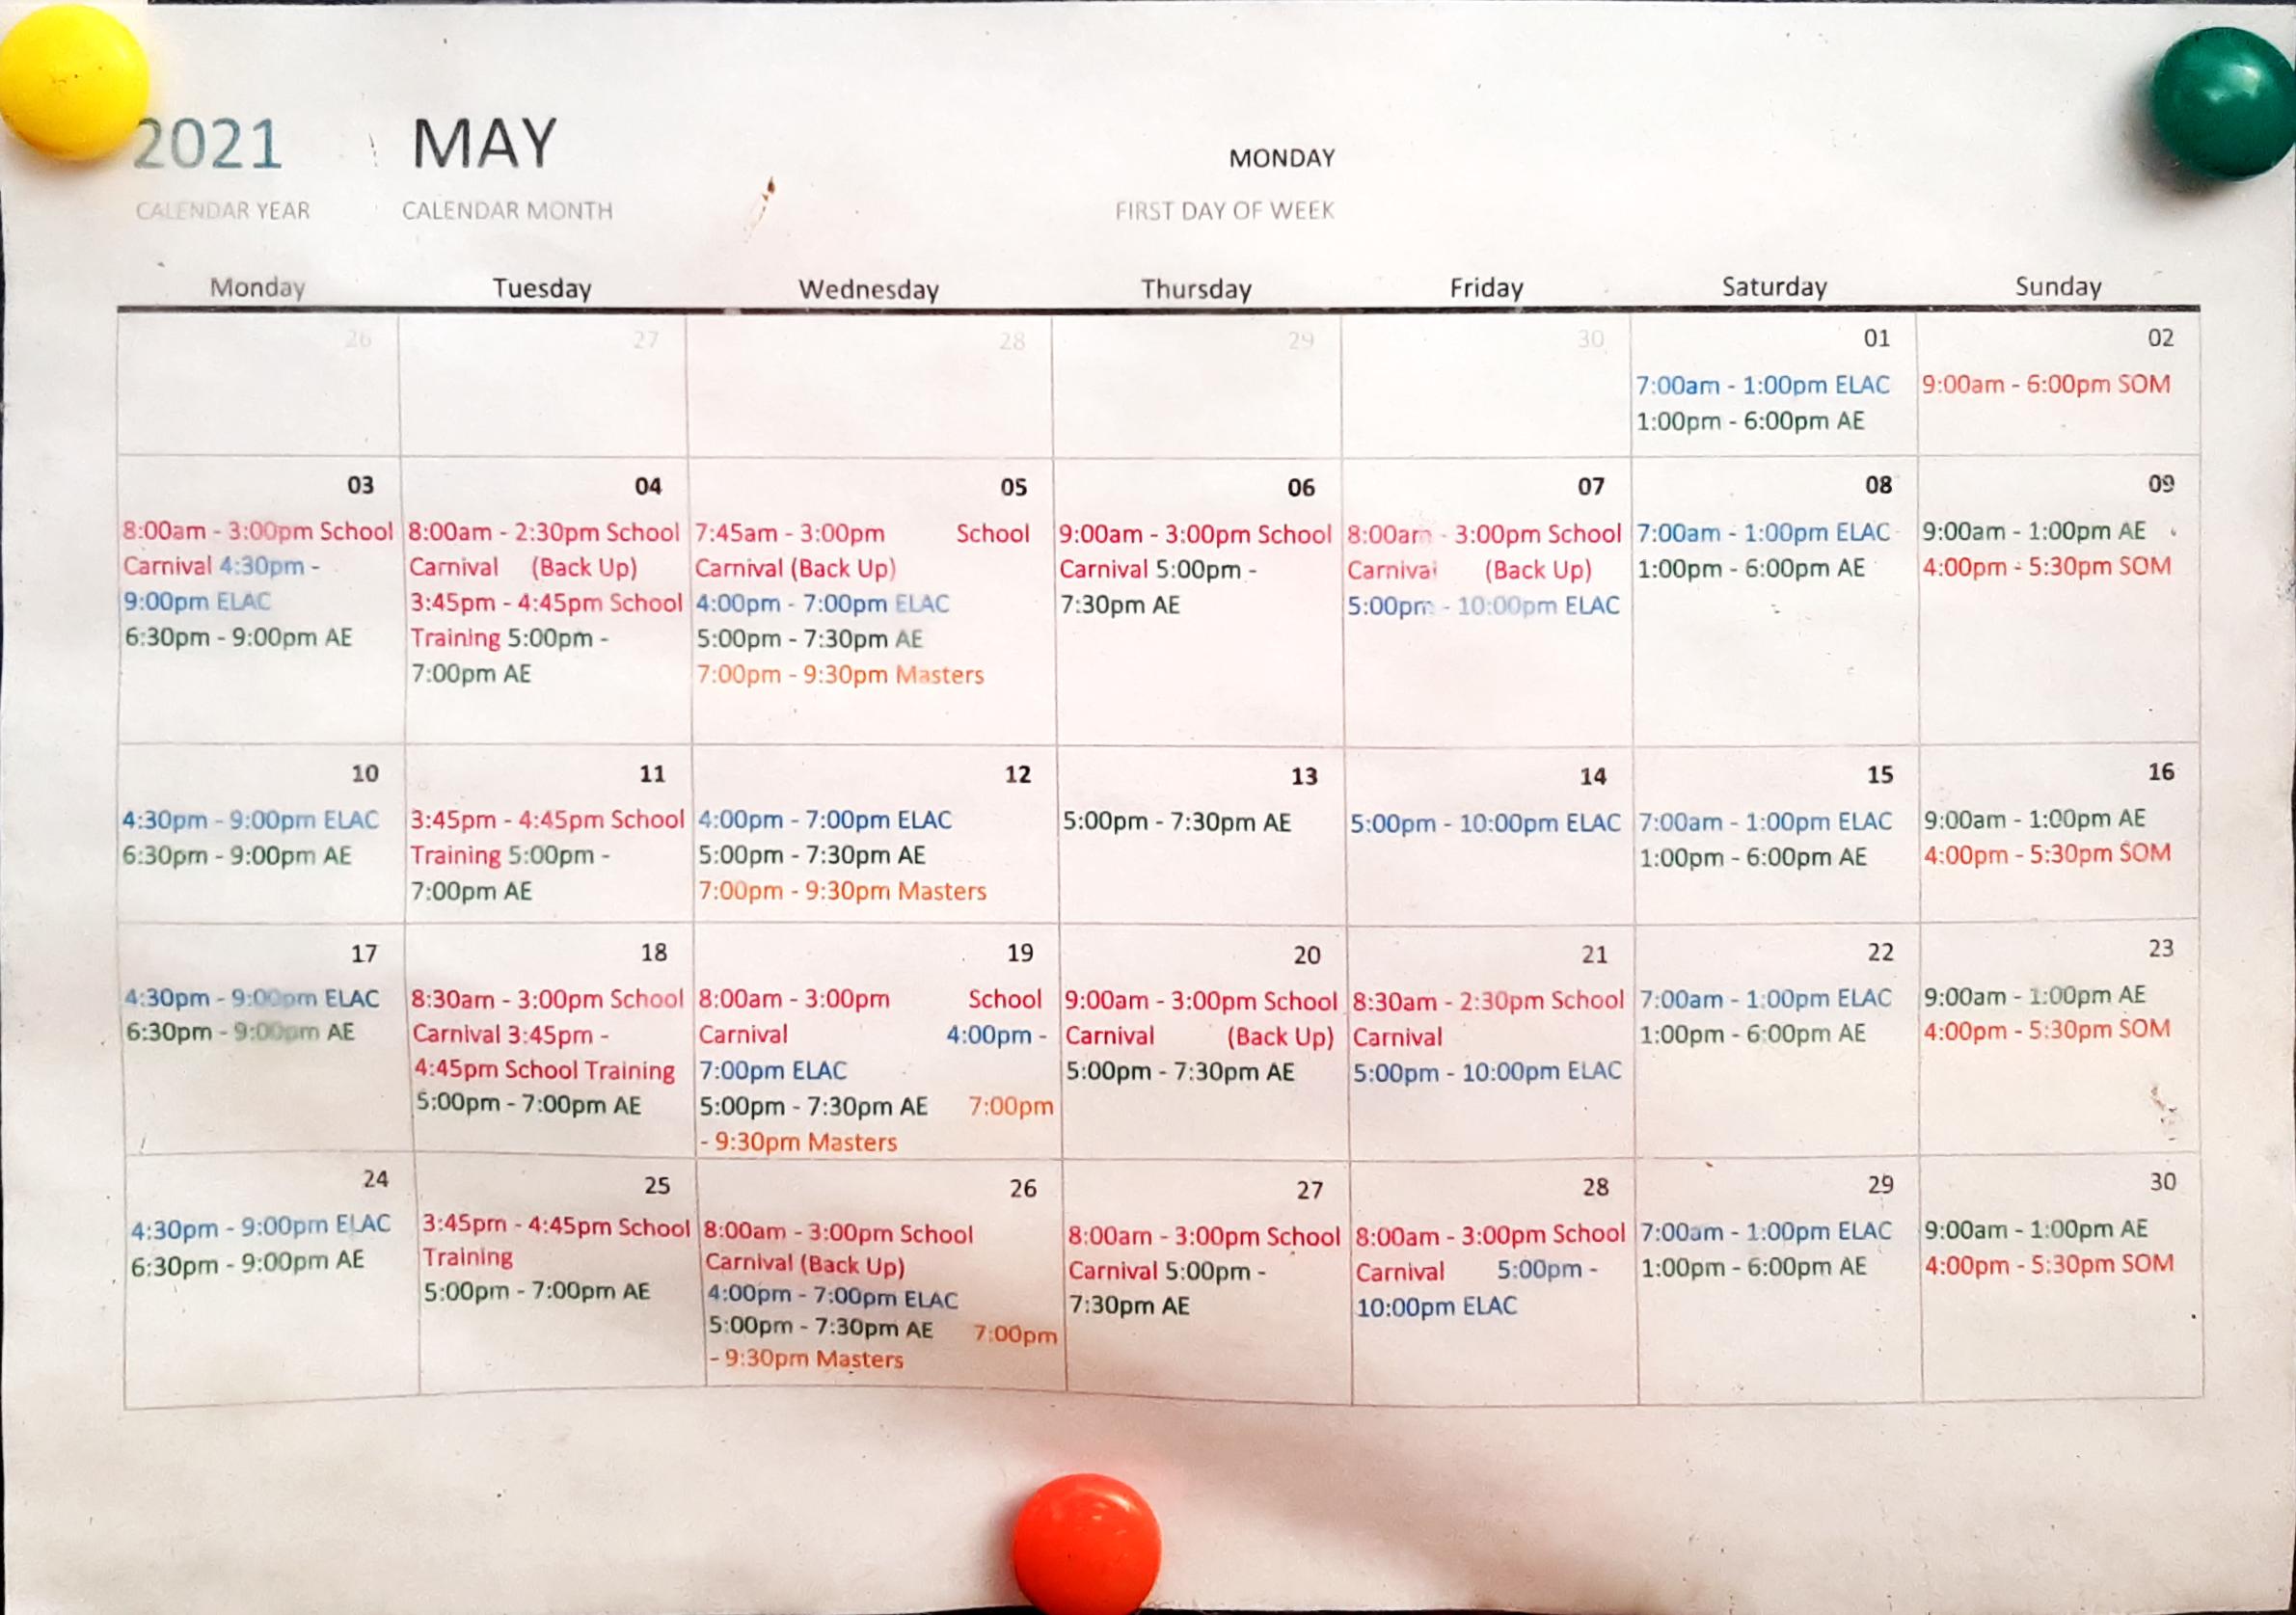 2021 MAY MONDAY
CALENDAR YEAR CALENDAR MONTH FIRST DAY OF WEEK
Monday Tuesday Wednesday Thursday Friday Saturday Sunday
26
27
28
29
30
01
7:00am - 1:00pm ELAC
1:00pm - 6:00pm AE
02
9:00am - 6:00pm SOM
03
8:00am - 3:00pm School
Carnival 4:30pm -
9:00pm ELAC
6:30pm - 9:00pm AE
04
8:00am - 2:30pm School
Carnival (Back Up)
3:45pm - 4:45pm School
Training 5:00pm -
7:00pm AE
05
7:45am - 3:00pm School
Carnival (Back Up)
4:00pm - 7:00pm ELAC
5:00pm - 7:30pm AE
7:00pm - 9:30pm Masters
06
9:00am - 3:00pm School
Carnival 5:00pm -
7:30pm AE
07
8:00am - 3:00pm School
Carnival (Back Up)
5:00pm - 10:00pm ELAC
08
7:00am - 1:00pm ELAC
1:00pm - 6:00pm AE
09
9:00am - 1:00pm AE
4:00pm - 5:30pm SOM
10
4:30pm - 9:00pm ELAC
6:30pm - 9:00pm AE
11
3:45pm - 4:45pm School
Training 5:00pm -
7:00pm AE
12
4:00pm - 7:00pm ELAC
5:00pm - 7:30pm AE
7:00pm - 9:30pm Masters
13
5:00pm - 7:30pm AE
14
5:00pm - 10:00pm ELAC
15
7:00am - 1:00pm ELAC
1:00pm - 6:00pm AE
16
9:00am - 1:00pm AE
4:00pm - 5:30pm SOM
17
4:30pm - 9:00pm ELAC
6:30pm - 9:00pm AE
18
8:30am - 3:00pm School
Carnival 3:45pm -
4:45pm School Training
5:00pm - 7:00pm AE
19
8:00am - 3:00pm School
Carnival 4:00pm -
7:00pm ELAC
5:00pm - 7:30pm AE 7:00pm
- 9:30pm Masters
20
9:00am - 3:00pm School
Carnival (Back Up)
5:00pm - 7:30pm AE
21
8:30am - 2:30pm School
Carnival
5:00pm - 10:00pm ELAC
22
7:00am - 1:00pm ELAC
1:00pm - 6:00pm AE
23
9:00am - 1:00pm AE
4:00pm - 5:30pm SOM
24
4:30pm - 9:00pm ELAC
6:30pm - 9:00pm AE
25
3:45pm - 4:45pm School
Training
5:00pm - 7:00pm AE
26
8:00am - 3:00pm School
Carnival (Back Up)
4:00pm - 7:00pm ELAC
5:00pm - 7:30pm AE 7:00pm
- 9:30pm Masters
27
8:00am - 3:00pm School
Carnival 5:00pm -
7:30pm AE
28
8:00am - 3:00pm School
Carnival 5:00pm -
10:00pm ELAC
29
7:00am - 1:00pm ELAC
1:00pm - 6:00pm AE
30
9:00am - 1:00pm AE
4:00pm - 5:30pm SOM